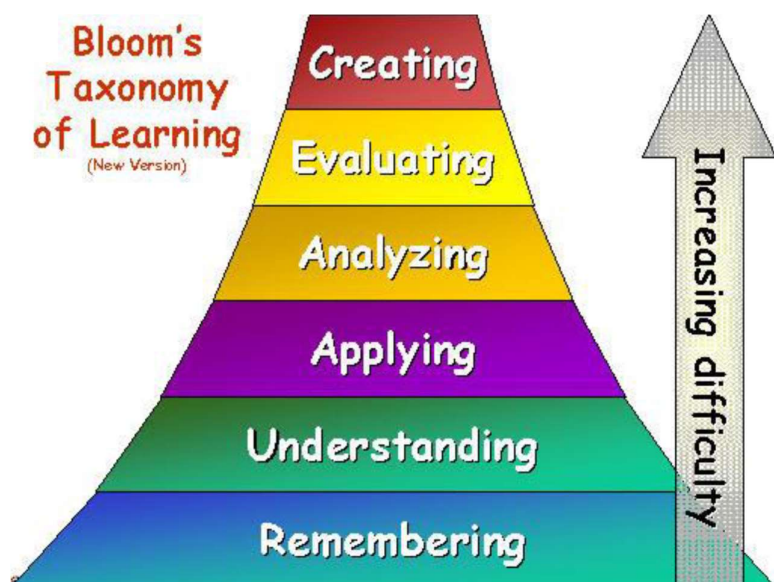 Bloom's
Taxonomy
of Learning
(New Version)
Creating
Evaluating
Analyzing
Applying
Understanding
Remembering
Increasing difficulty